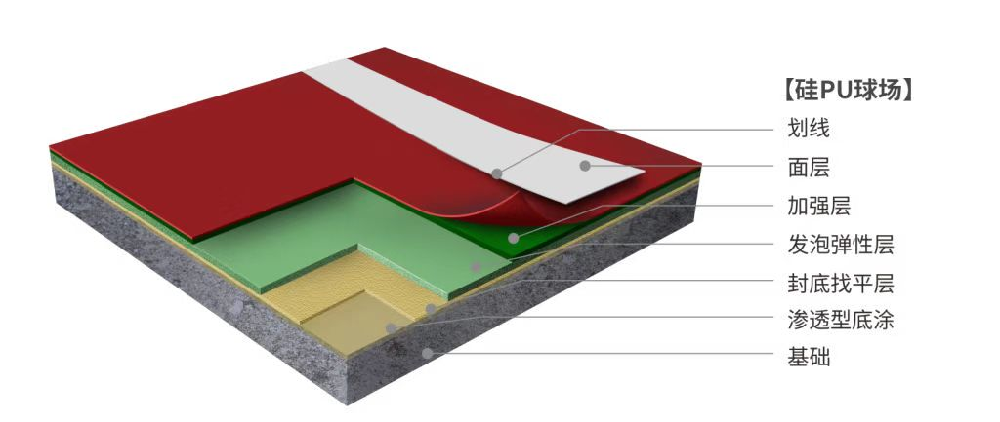 【硅PU球场】
划线
面层
加强层
发泡弹性层
封底找平层
渗透型底涂
基础